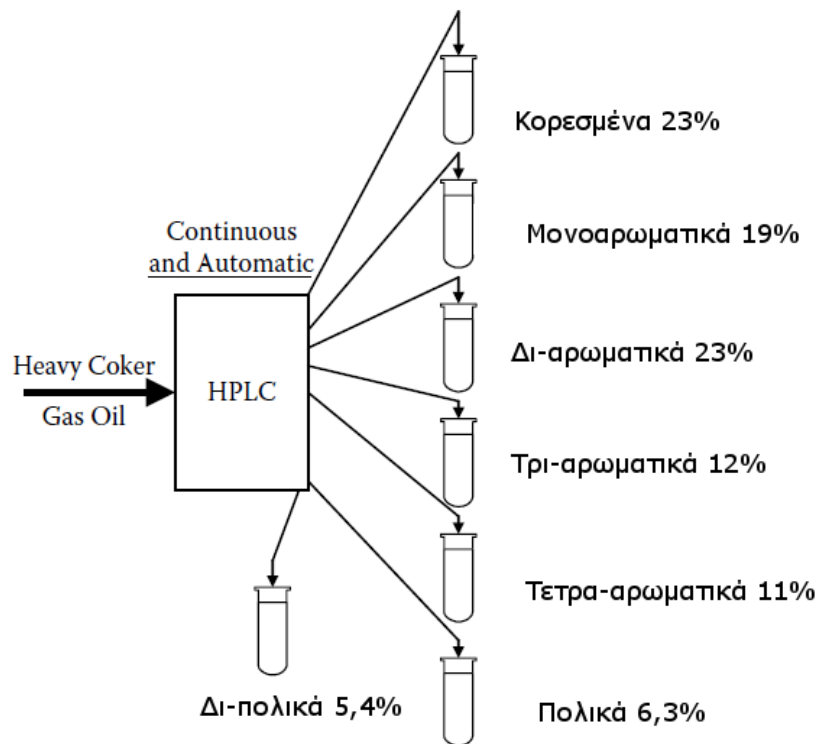 Κορεσμένα 23%
Continuous
and Automatic
Μονοαρωματικά 19%
Heavy Coker
Gas Oil
HPLC
Δι-αρωματικά 23%
Τρι-αρωματικά 12%
Τετρα-αρωματικά 11%
Δι-πολικά 5,4%
Πολικά 6,3%